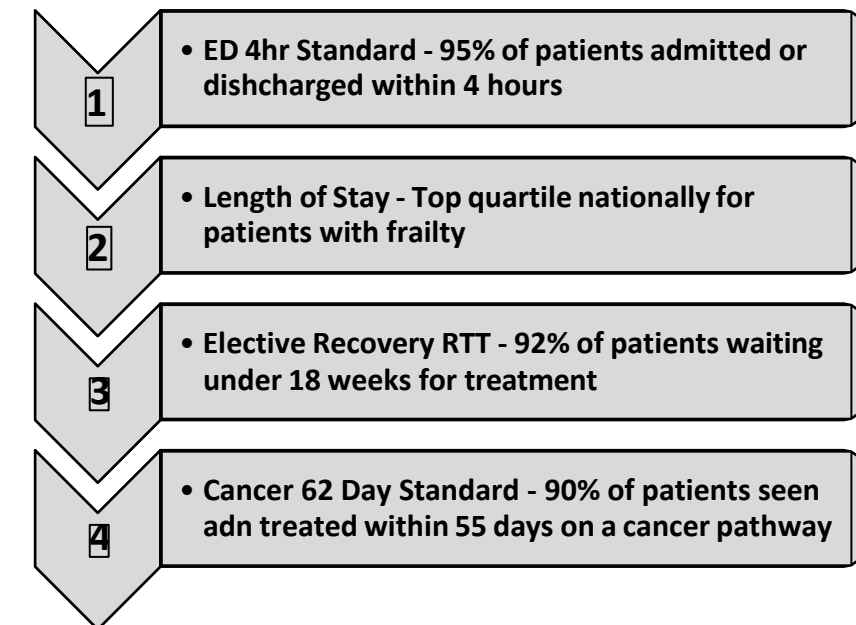 1
• ED 4hr Standard - 95% of patients admitted or
dishcharged within 4 hours
2
• Length of Stay - Top quartile nationally for
patients with frailty
3
• Elective Recovery RTT - 92% of patients waiting
under 18 weeks for treatment
4
• Cancer 62 Day Standard - 90% of patients seen
adn treated within 55 days on a cancer pathway